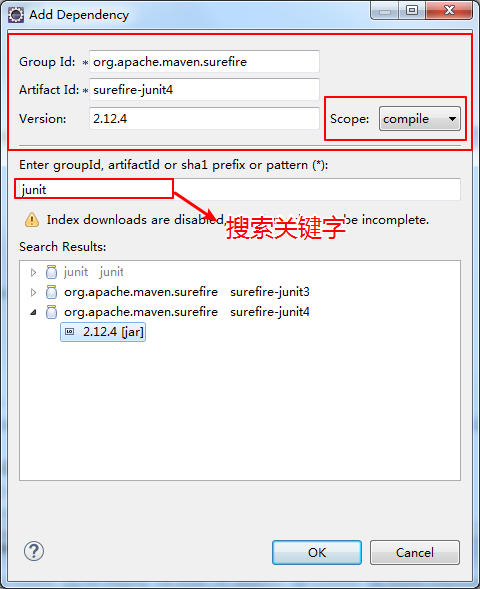 Add Dependency
Group Id: * org.apache.maven.surefire
Artifact Id: * surefire-junit4
Version: 2.12.4 Scope: compile
Enter groupId, artifactId or sha1 prefix or pattern (*):
junit
Index downloads are disabled, be incomplete.
搜索关键字
Search Results:
junit junit
org.apache.maven.surefire surefire-junit3
org.apache.maven.surefire surefire-junit4
2.12.4 [jar]
OK Cancel